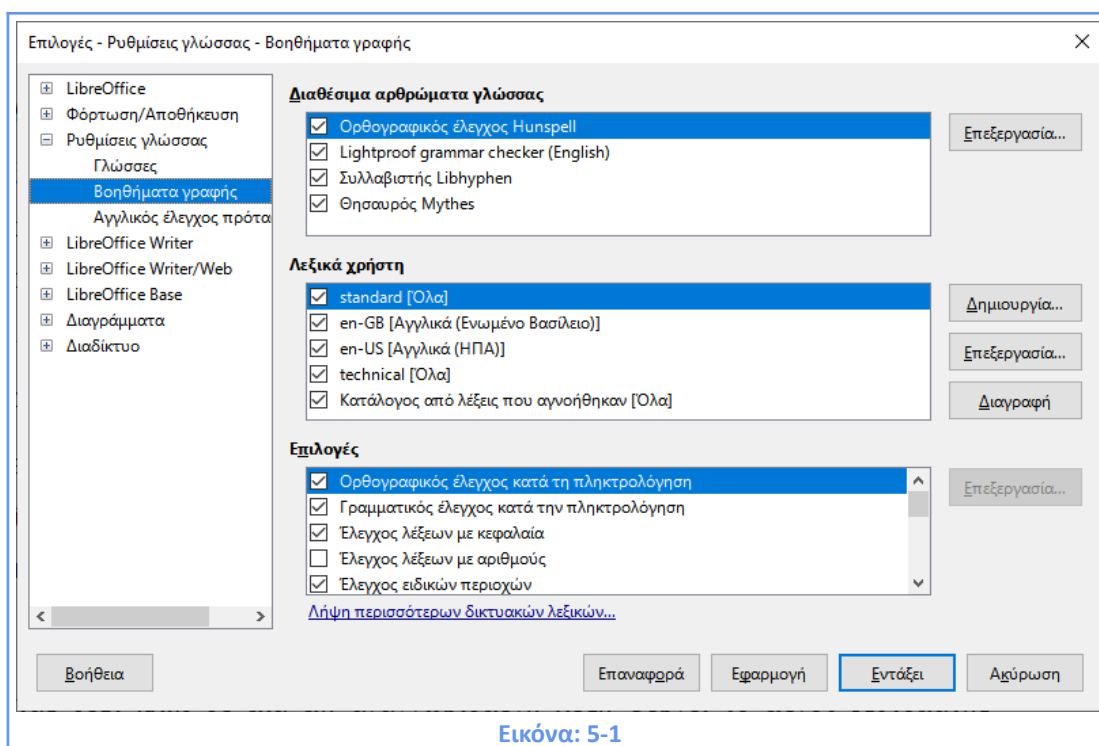 Επιλογές - Ρυθμίσεις γλώσσας - Βοηθήματα γραφής
LibreOffice
Φόρτωση/Αποθήκευση
Ρυθμίσεις γλώσσας
Γλώσσες
Βοηθήματα γραφής
Αγγλικός έλεγχος πρότα
LibreOffice Writer
LibreOffice Writer/Web
LibreOffice Base
Διαγράμματα
Διαδίκτυο
Διαθέσιμα αρθρώματα γλώσσας
Ορθογραφικός έλεγχος Hunspell
Lightproof grammar checker (English)
Συλλαβιστής Libhyphen
Θησαυρός Mythes
Επεξεργασία...
Λεξικά χρήστη
standard [Όλα]
en-GB [Αγγλικά (Ενωμένο Βασίλειο)]
en-US [Αγγλικά (ΗΠΑ)]
technical [Όλα]
Κατάλογος από λέξεις που αγνοήθηκαν [Όλα]
Δημιουργία...
Επεξεργασία...
Διαγραφή
Επιλογές
Ορθογραφικός έλεγχος κατά τη πληκτρολόγηση
Γραμματικός έλεγχος κατά την πληκτρολόγηση
Έλεγχος λέξεων με κεφαλαία
Έλεγχος λέξεων με αριθμούς
Έλεγχος ειδικών περιοχών
Επεξεργασία...
Λήψη περισσότερων δικτυακών λεξικών...
Βοήθεια
Επαναφορά
Εφαρμογή
Εντάξει
Ακύρωση
Εικόνα: 5-1